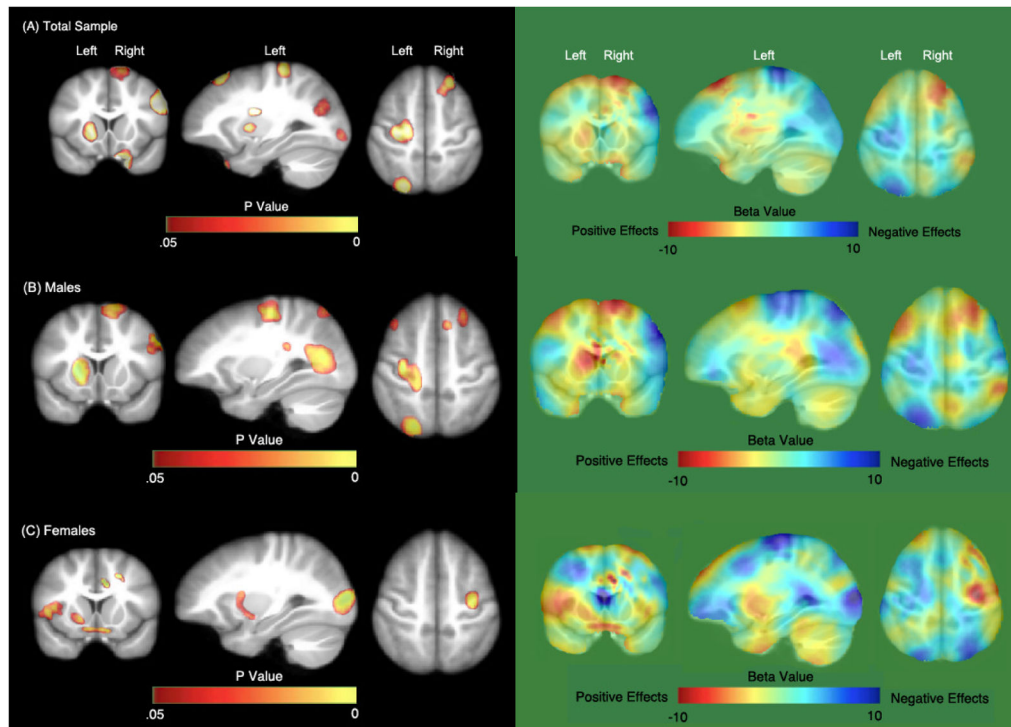 (A) Total Sample
Left Right Left Right
P Value
.05 0
Left Right Left Left Right
Beta Value
Positive Effects Negative Effects
-10 10
(B) Males
P Value
.05 0
Beta Value
Positive Effects Negative Effects
-10 10
(C) Females
P Value
.05 0
Beta Value
Positive Effects Negative Effects
-10 10